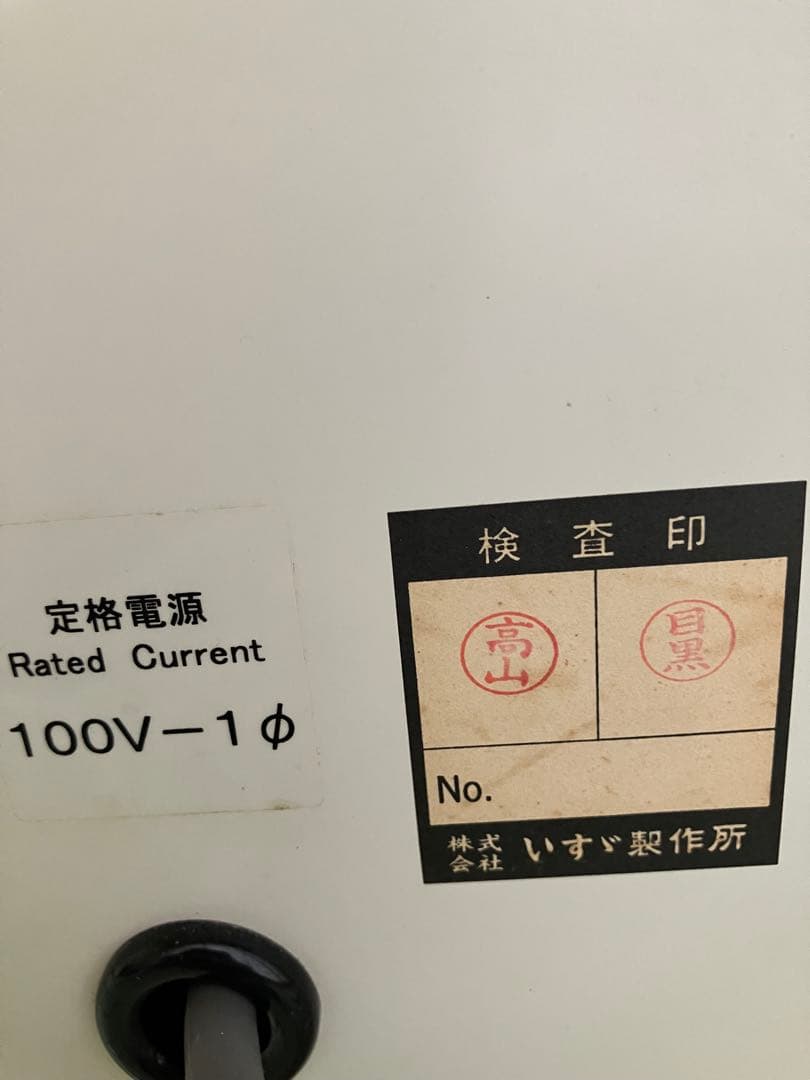 定格電源
Rated Current
100V－1φ
検査印
高山
目黒
No.
株式会社 いすゞ製作所